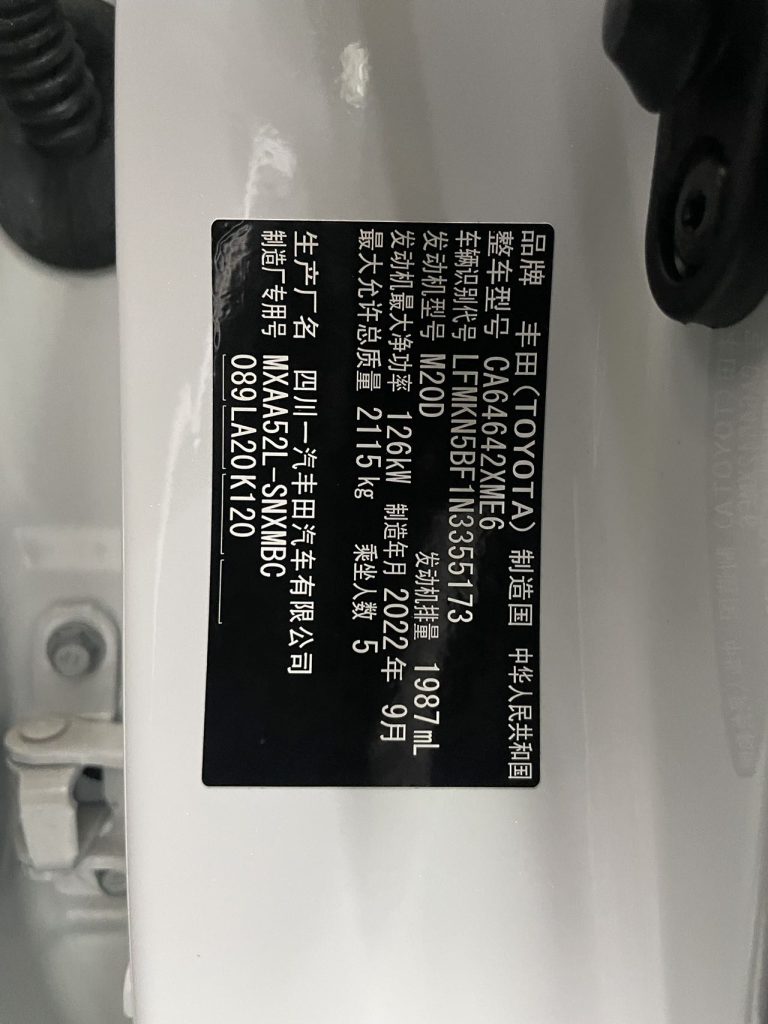 品牌 丰田(TOYOTA) 制造国 中华人民共和国
整车型号 CA64642XME6
车辆识别代号 LFMKN5BF1N3355173
发动机型号 M20D 发动机排量 1987mL
发动机最大净功率 126kW 制造年月 2022年 9月
最大允许总质量 2115kg 乘坐人数 5
生产厂名 四川一汽丰田汽车有限公司
制造厂专用号 MXAA52L-SNXMBC
089LA20K120